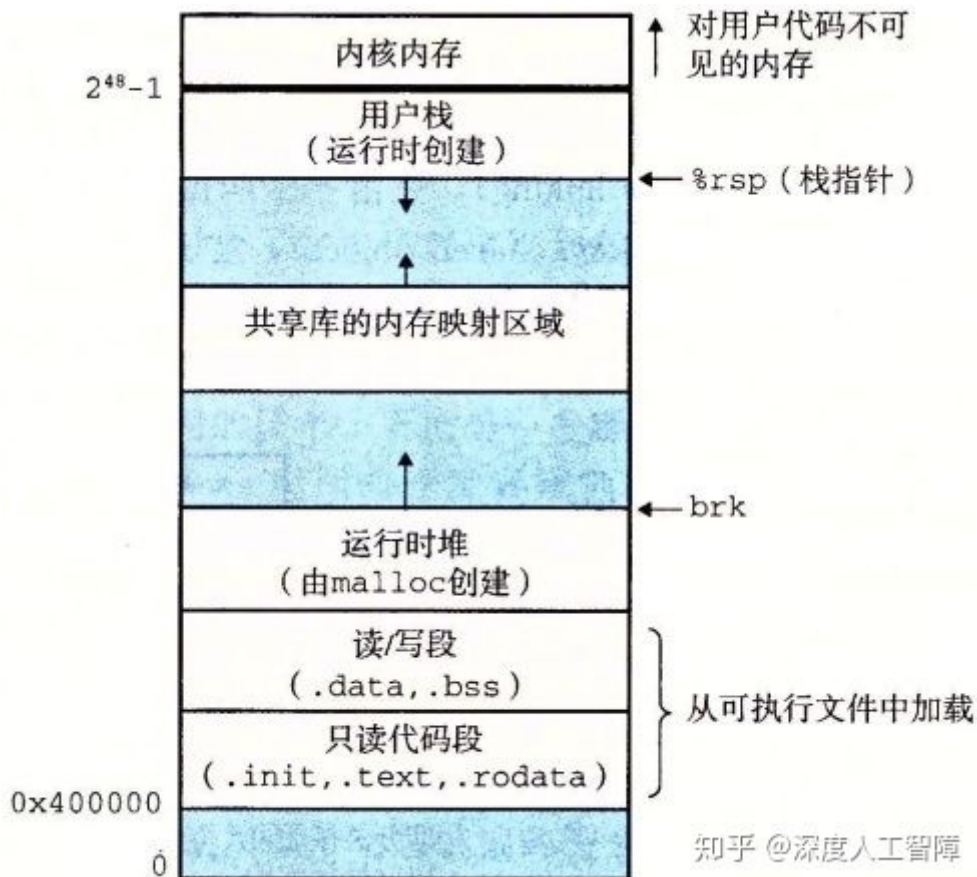 内核内存
对用户代码不可
见的内存
2⁴⁸-1
用户栈
(运行时创建)
%rsp(栈指针)
共享库的内存映射区域
brk
运行时堆
(由malloc创建)
读/写段
(.data,.bss)
从可执行文件中加载
只读代码段
(.init,.text,.rodata)
0x400000
0
知乎 @深度人工智障